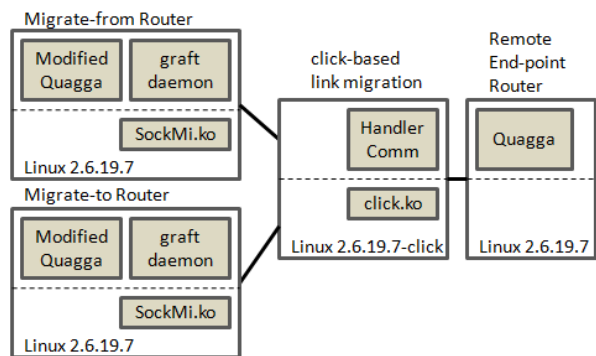 Migrate-from Router
Modified
Quagga
graft
daemon
SockMi.ko
Linux 2.6.19.7
Migrate-to Router
Modified
Quagga
graft
daemon
SockMi.ko
Linux 2.6.19.7
click-based
link migration
Handler
Comm
click.ko
Linux 2.6.19.7-click
Remote
End-point
Router
Quagga
Linux 2.6.19.7